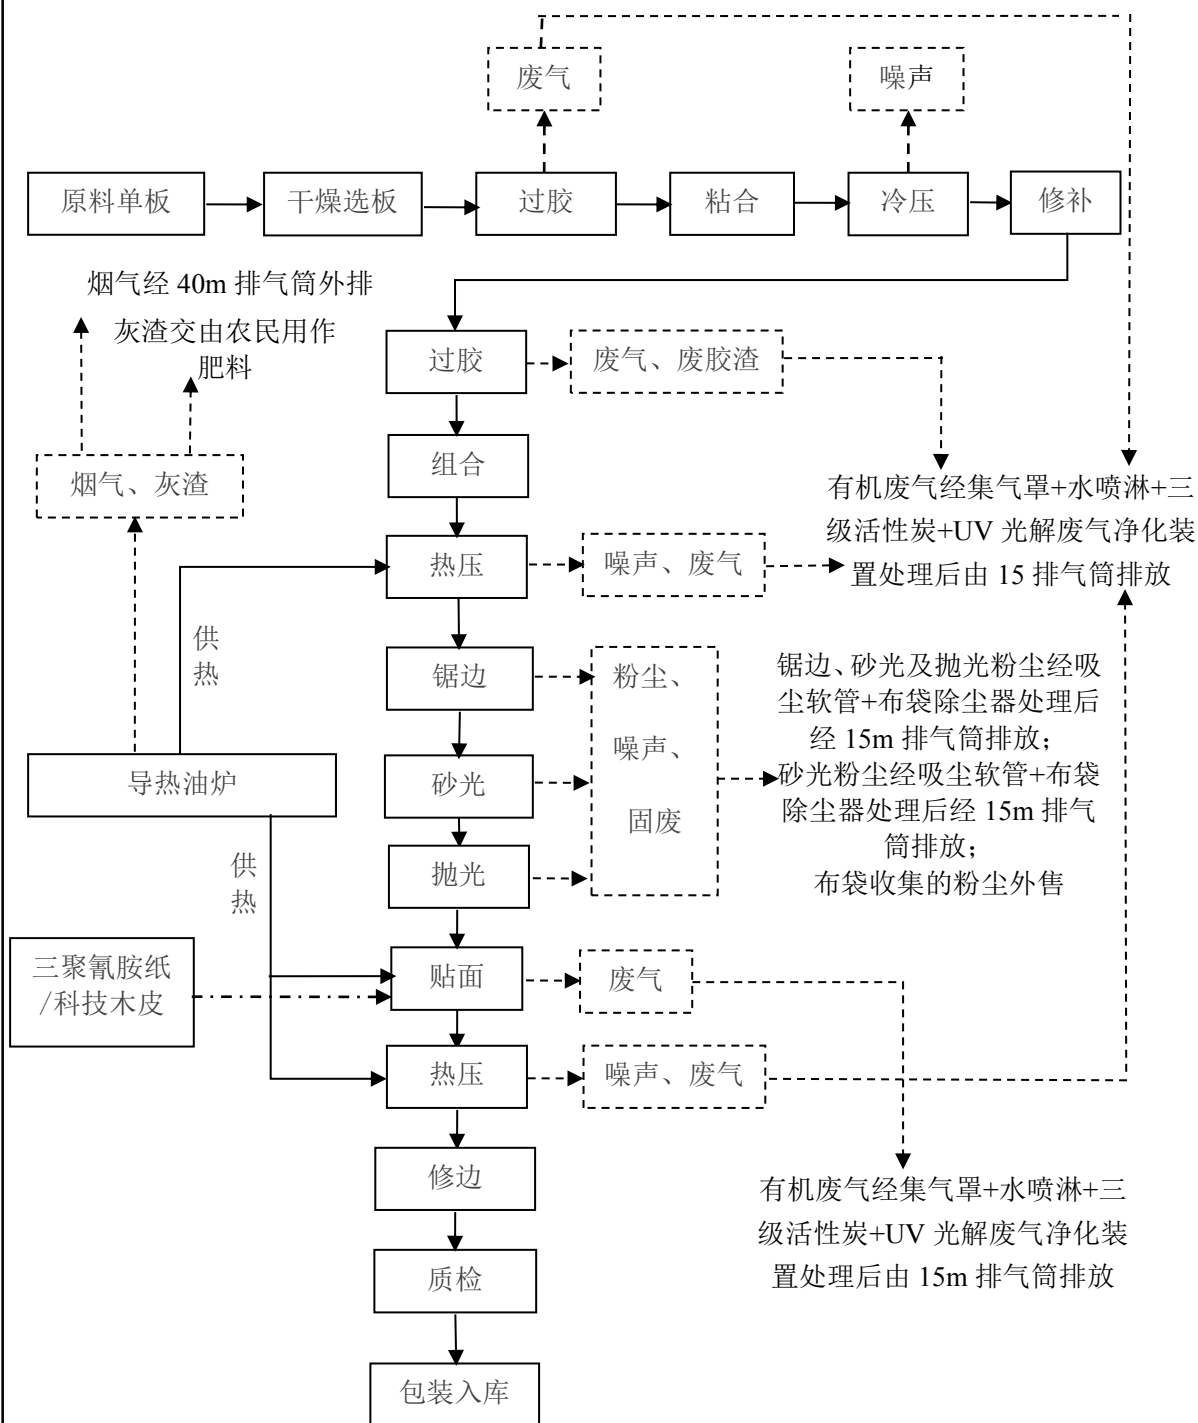 废气
噪声
原料单板
干燥选板
过胶
粘合
冷压
修补
烟气经 40m 排气筒外排
灰渣交由农民用作
肥料
过胶
废气、废胶渣
组合
烟气、灰渣
有机废气经集气罩+水喷淋+三
级活性炭+UV 光解废气净化装
置处理后由 15 排气筒排放
热压
噪声、废气
供
热
锯边
粉尘、
噪声、
固废
锯边、砂光及抛光粉尘经吸
尘软管+布袋除尘器处理后
经 15m 排气筒排放；
砂光粉尘经吸尘软管+布袋
除尘器处理后经 15m 排气
筒排放；
布袋收集的粉尘外售
导热油炉
砂光
供
热
抛光
三聚氰胺纸
/科技木皮
贴面
废气
热压
噪声、废气
修边
有机废气经集气罩+水喷淋+三
级活性炭+UV 光解废气净化装
置处理后由 15m 排气筒排放
质检
包装入库